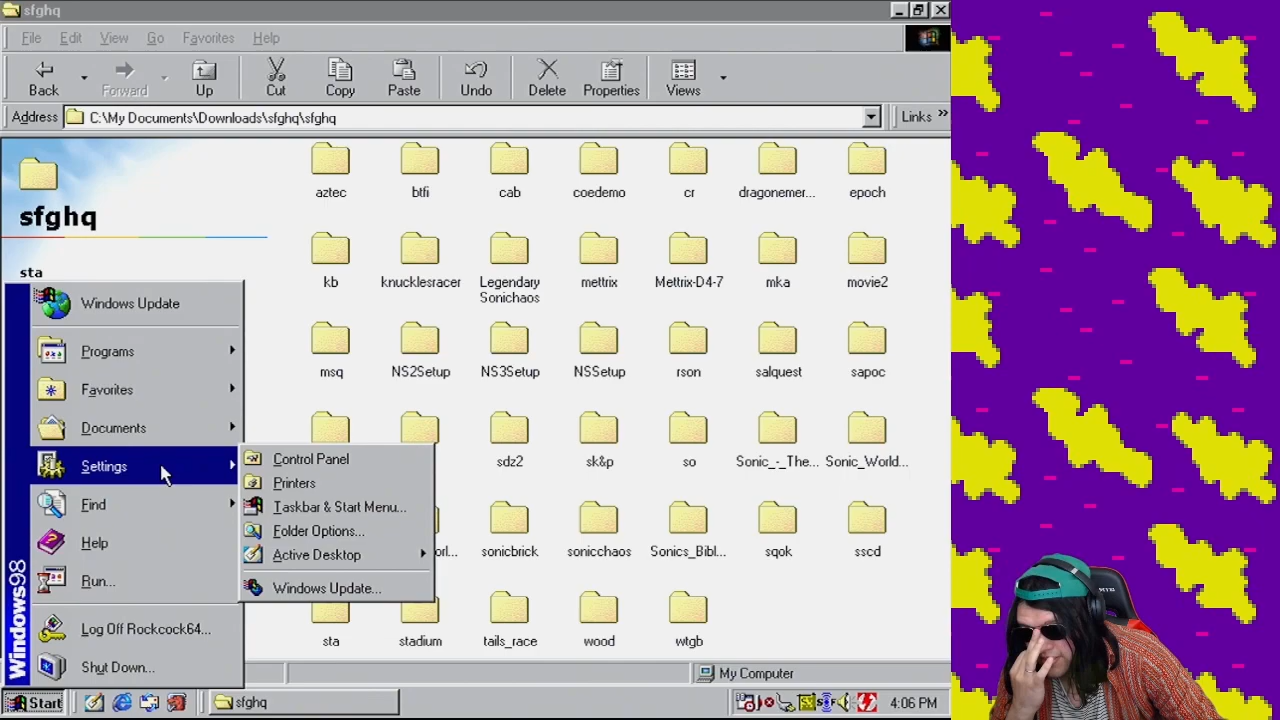 sfghq
File Edit View Go Favorites Help
Back Forward Up Cut Copy Paste Undo Delete Properties Views
Address C:\My Documents\Downloads\sfghq\sfghq Links »
sfghq
sta
aztec btfi cab coedemo cr dragonemer... epoch
kb knucklesracer Legendary Sonichaos mettrix Mettrix-D4-7 mka movie2
msq NS2Setup NS3Setup NSSetup rson salquest sapoc
sdz2 sk&p so Sonic_-_The... Sonic_World...
sonicbrick sonicchaos Sonics_Bibl... sqok sscd
sta stadium tails_race wood wtgb
Windows Update
Programs
Favorites
Documents
Settings
Find
Help
Run...
Log Off Rockcock64...
Shut Down...
Windows98
Control Panel
Printers
Taskbar & Start Menu...
Folder Options...
Active Desktop
Windows Update...
My Computer
Start
sfghq
4:06 PM